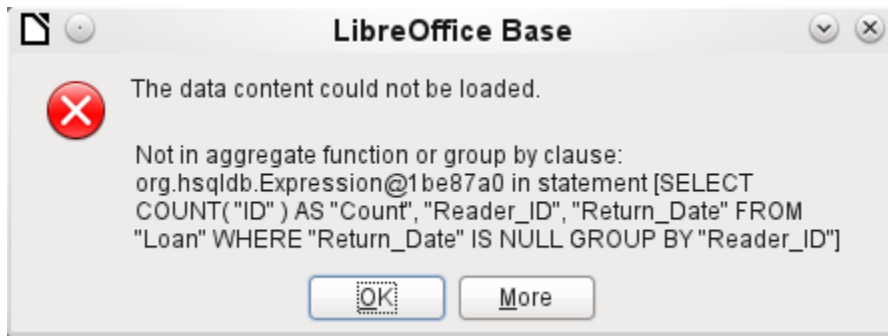 LibreOffice Base
The data content could not be loaded.
Not in aggregate function or group by clause:
org.hsqldb.Expression@1be87a0 in statement [SELECT
COUNT( "ID" ) AS "Count", "Reader_ID", "Return_Date" FROM
"Loan" WHERE "Return_Date" IS NULL GROUP BY "Reader_ID"]
OK
More